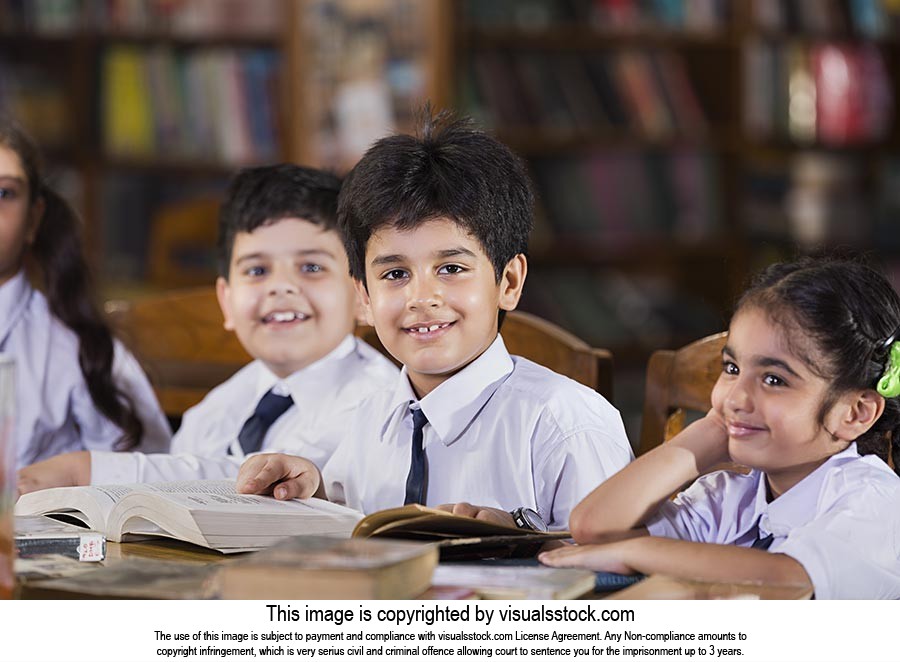 This image is copyrighted by visualsstock.com
The use of this image is subject to payment and compliance with visualsstock.com License Agreement. Any Non-compliance amounts to
copyright infringement, which is very serius civil and criminal offence allowing court to sentence you for the imprisonment up to 3 years.